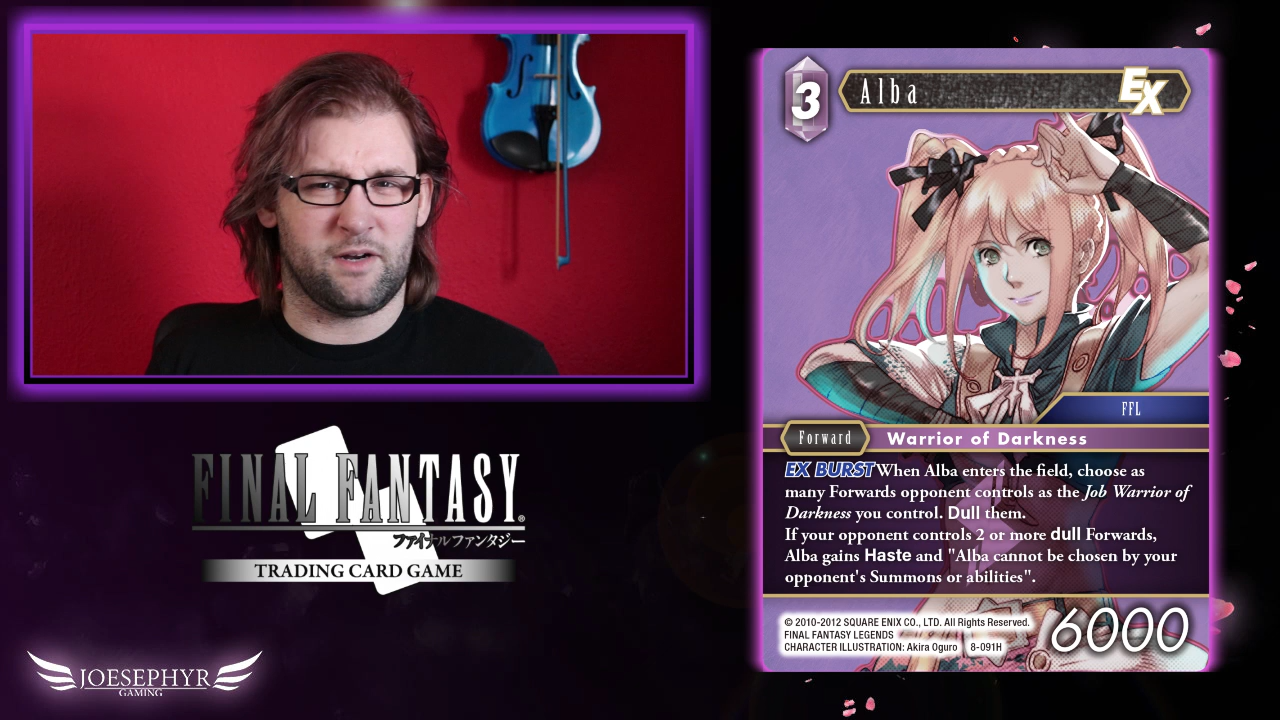 3
Alba
EX
FFL
Forward
Warrior of Darkness
EX BURST When Alba enters the field, choose as
many Forwards opponent controls as the Job Warrior of
Darkness you control. Dull them.
If your opponent controls 2 or more dull Forwards,
Alba gains Haste and "Alba cannot be chosen by your
opponent's Summons or abilities".
© 2010-2012 SQUARE ENIX CO., LTD. All Rights Reserved.
FINAL FANTASY LEGENDS
CHARACTER ILLUSTRATION: Akira Oguro 8-091H
6000
FINAL FANTASY®
ファイナルファンタジー
TRADING CARD GAME
JOESEPHYR
GAMING